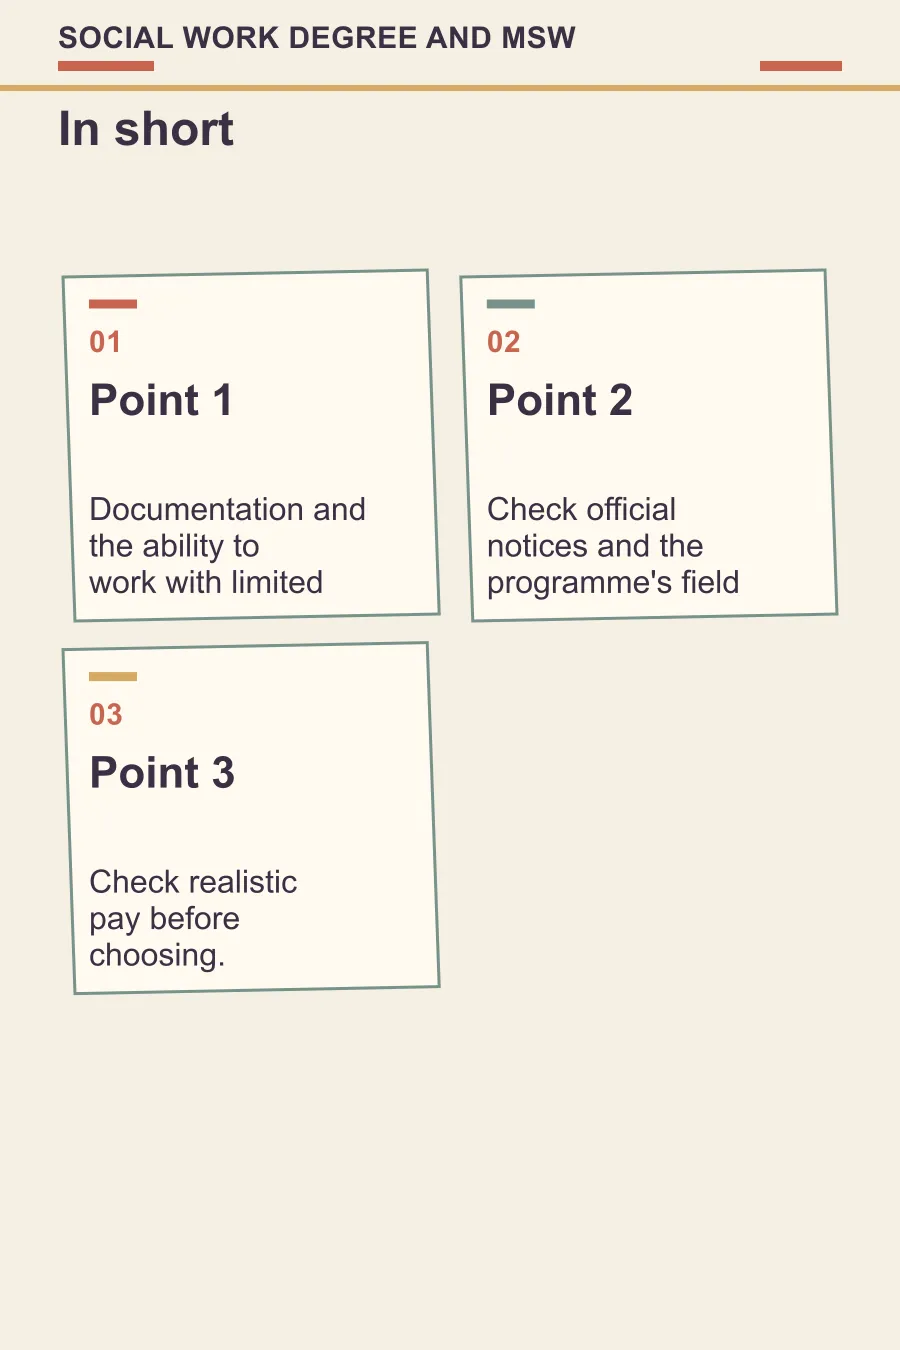 SOCIAL WORK DEGREE AND MSW
In short
01
Point 1
Documentation and
the ability to
work with limited
02
Point 2
Check official
notices and the
programme's field
03
Point 3
Check realistic
pay before
choosing.